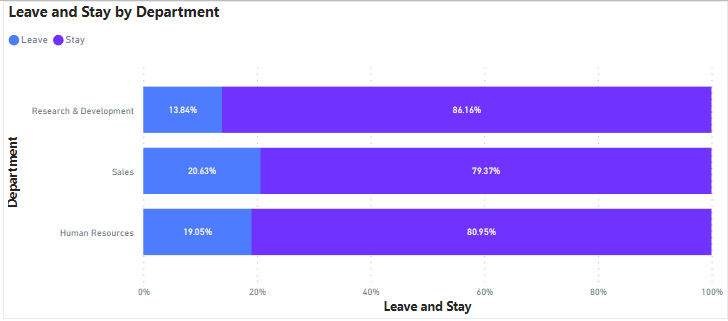 Leave and Stay by Department
Leave Stay
Research & Development 13.84% 86.16%
Sales 20.63% 79.37%
Human Resources 19.05% 80.95%
Department
0% 20% 40% 60% 80% 100%
Leave and Stay